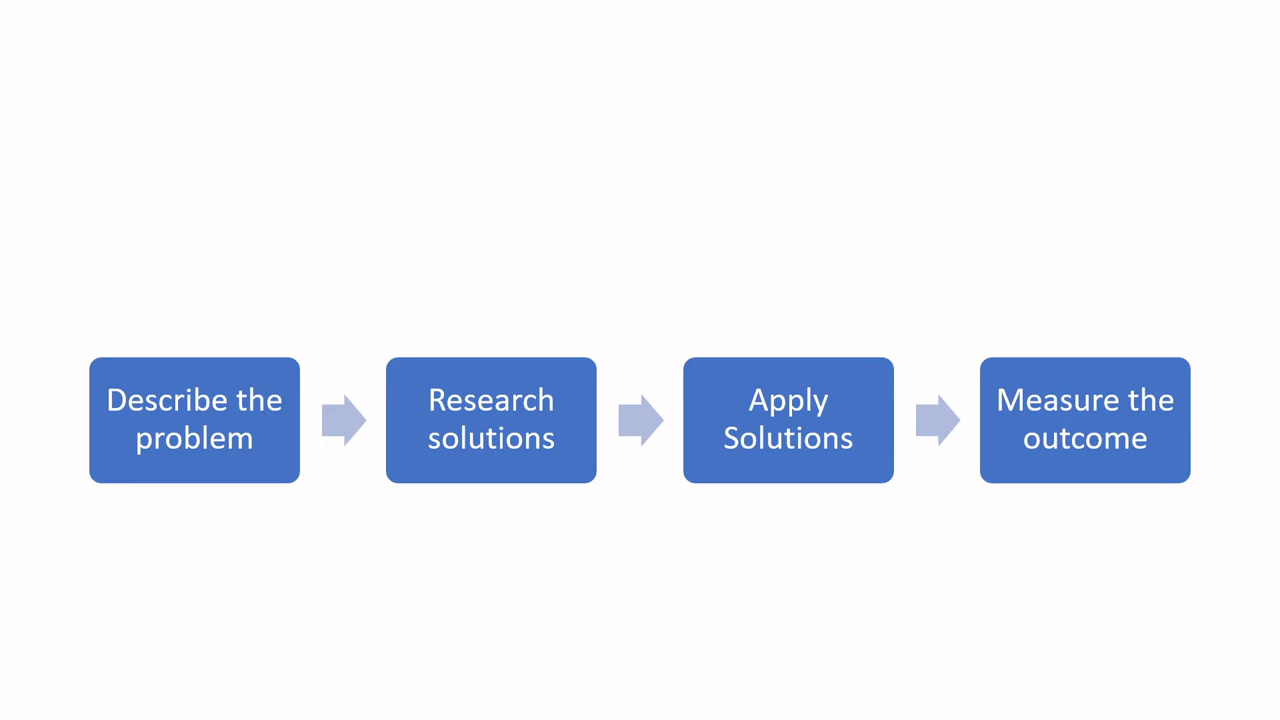 Describe the
problem
Research
solutions
Apply
Solutions
Measure the
outcome